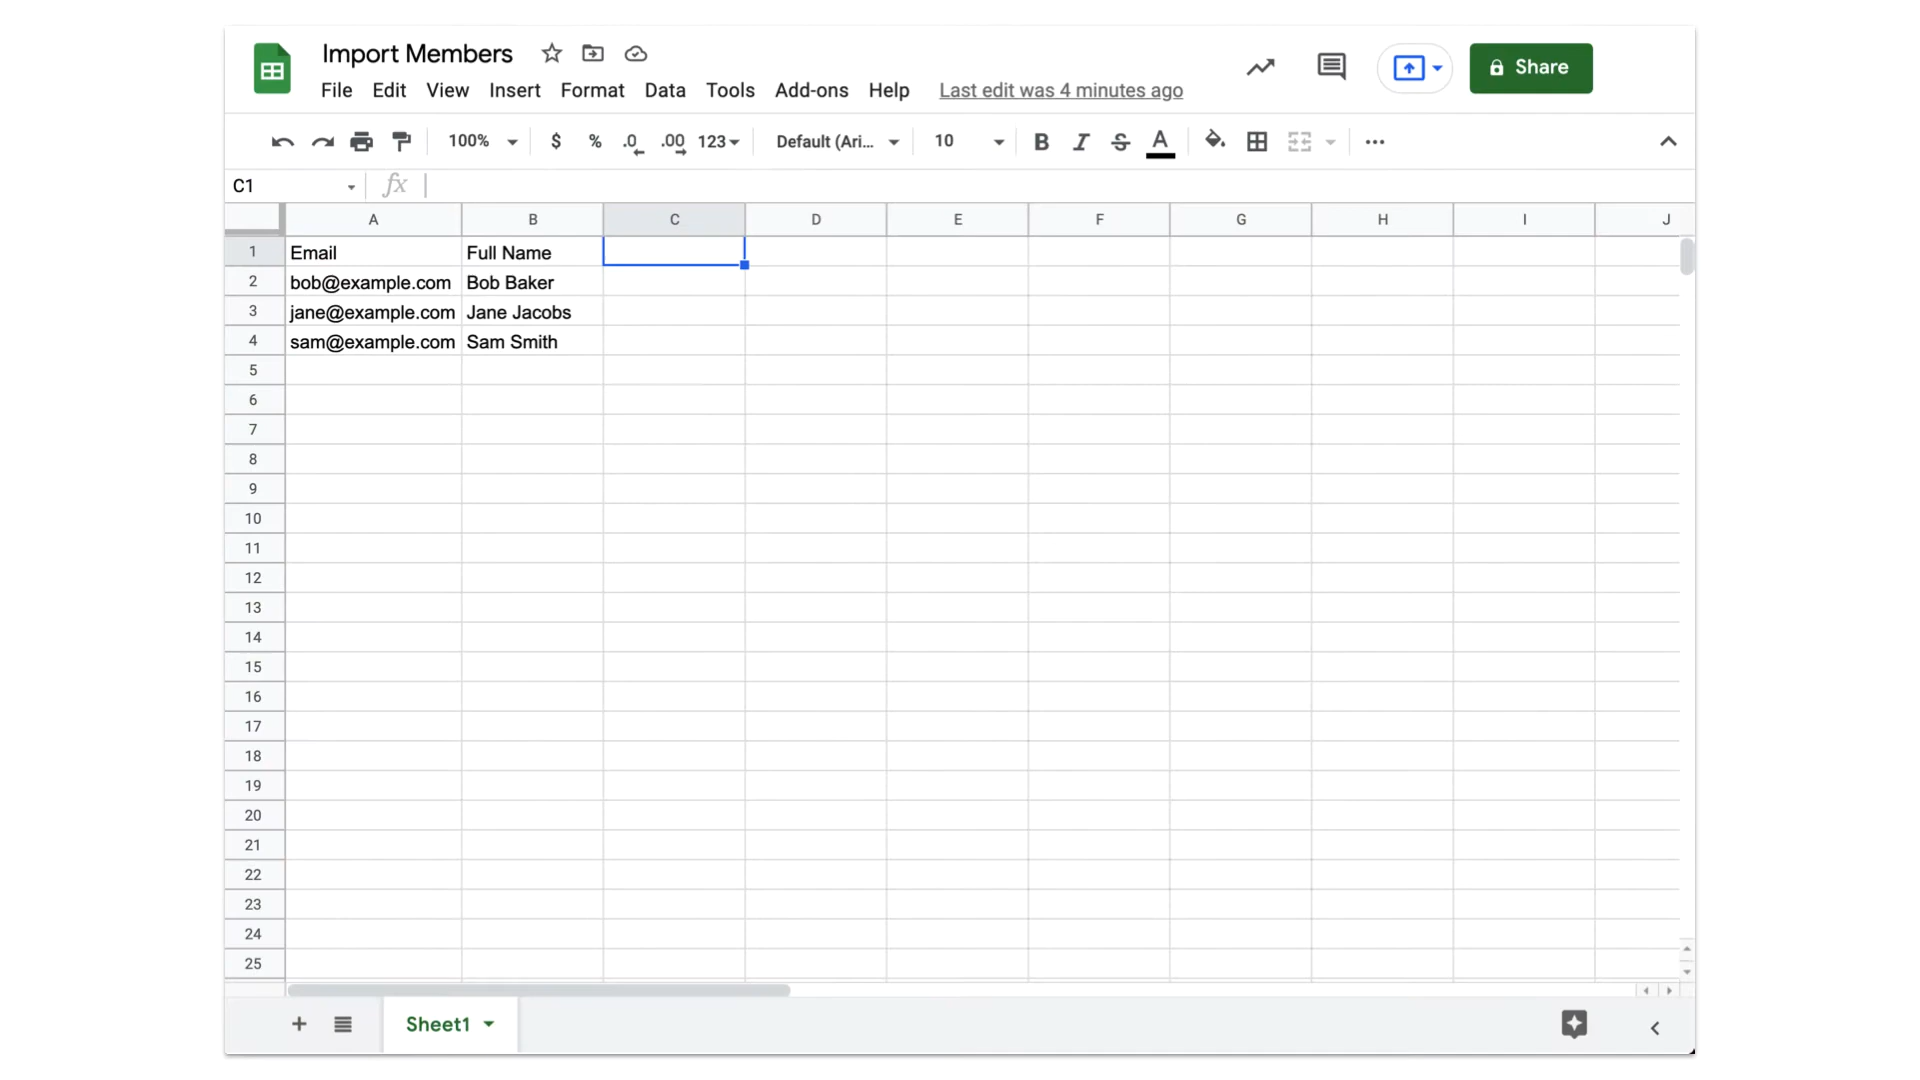 Import Members
File Edit View Insert Format Data Tools Add-ons Help Last edit was 4 minutes ago
Share
100% $ % .0 .00 123 Default (Ari... 10 B I S A
C1 fx
A B C D E F G H I J
1 Email Full Name
2 bob@example.com Bob Baker
3 jane@example.com Jane Jacobs
4 sam@example.com Sam Smith
5
6
7
8
9
10
11
12
13
14
15
16
17
18
19
20
21
22
23
24
25
Sheet1